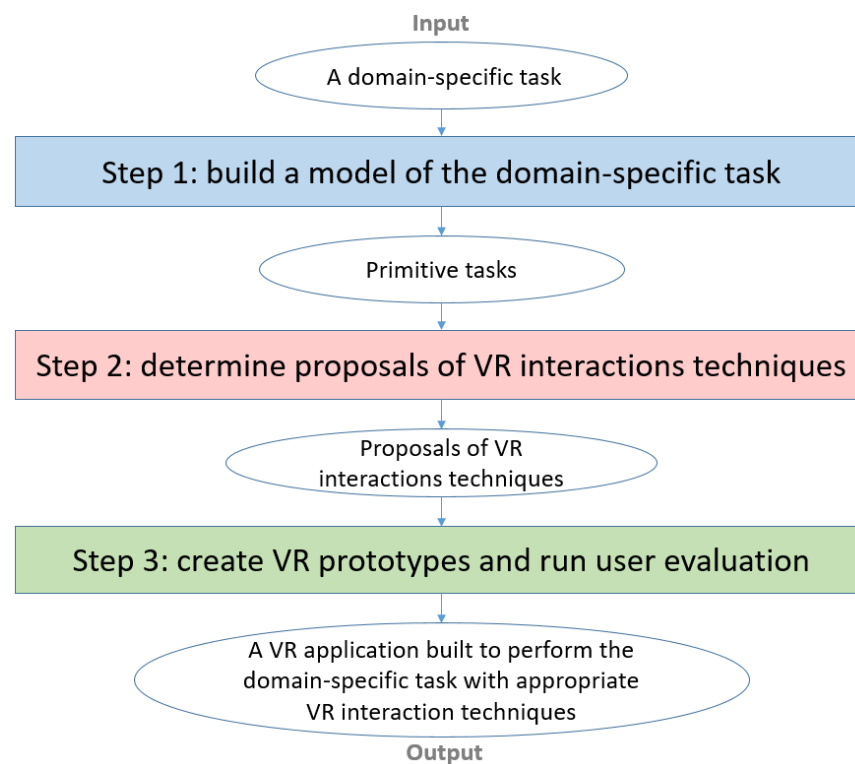 Input
A domain-specific task
Step 1: build a model of the domain-specific task
Primitive tasks
Step 2: determine proposals of VR interactions techniques
Proposals of VR
interactions techniques
Step 3: create VR prototypes and run user evaluation
A VR application built to perform the
domain-specific task with appropriate
VR interaction techniques
Output